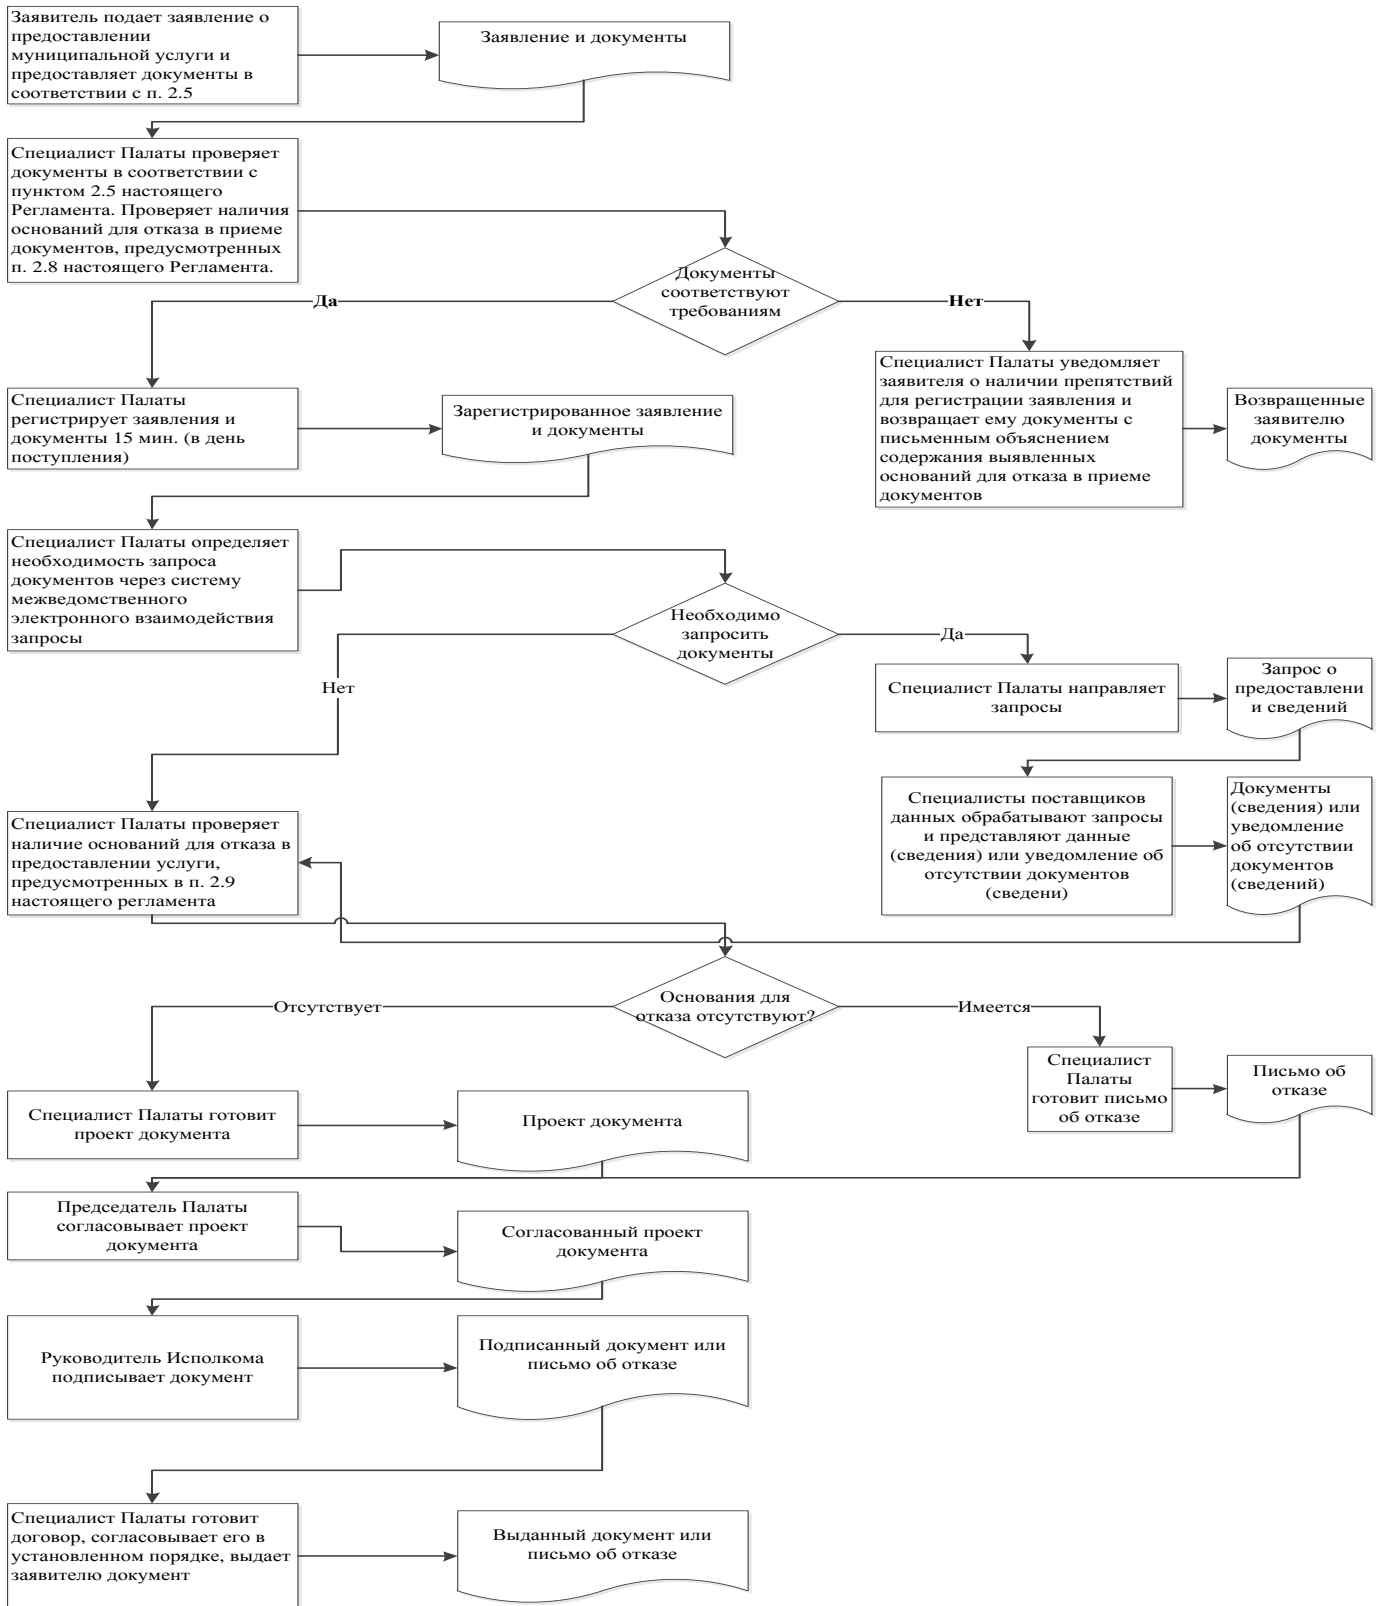 Заявитель подает заявление о
предоставлении
муниципальной услуги и
предоставляет документы в
соответствии с п. 2.5
Заявление и документы
Специалист Палаты проверяет
документы в соответствии с
пунктом 2.5 настоящего
Регламента. Проверяет наличия
оснований для отказа в приеме
документов, предусмотренных
п. 2.8 настоящего Регламента.
Документы
соответствуют
требованиям
Да
Нет
Специалист Палаты
регистрирует заявления и
документы 15 мин. (в день
поступления)
Зарегистрированное заявление
и документы
Специалист Палаты уведомляет
заявителя о наличии препятствий
для регистрации заявления и
возвращает ему документы с
письменным объяснением
содержания выявленных
оснований для отказа в приеме
документов
Возвращенные
заявителю
документы
Специалист Палаты определяет
необходимость запроса
документов через систему
межведомственного
электронного взаимодействия
запросы
Необходимо
запросить
документы
Да
Нет
Специалист Палаты направляет
запросы
Запрос о
предоставлени
и сведений
Специалисты поставщиков
данных обрабатывают запросы
и представляют данные
(сведения) или уведомление об
отсутствии документов
(сведени)
Документы
(сведения) или
уведомление
об отсутствии
документов
(сведений)
Специалист Палаты проверяет
наличие оснований для отказа в
предоставлении услуги,
предусмотренных в п. 2.9
настоящего регламента
Основания для
отказа отсутствуют?
Отсутствует
Имеется
Специалист
Палаты
готовит письмо
об отказе
Письмо об
отказе
Специалист Палаты готовит
проект документа
Проект документа
Председатель Палаты
согласовывает проект
документа
Согласованный проект
документа
Руководитель Исполкома
подписывает документ
Подписанный документ или
письмо об отказе
Специалист Палаты готовит
договор, согласовывает его в
установленном порядке, выдает
заявителю документ
Выданный документ или
письмо об отказе